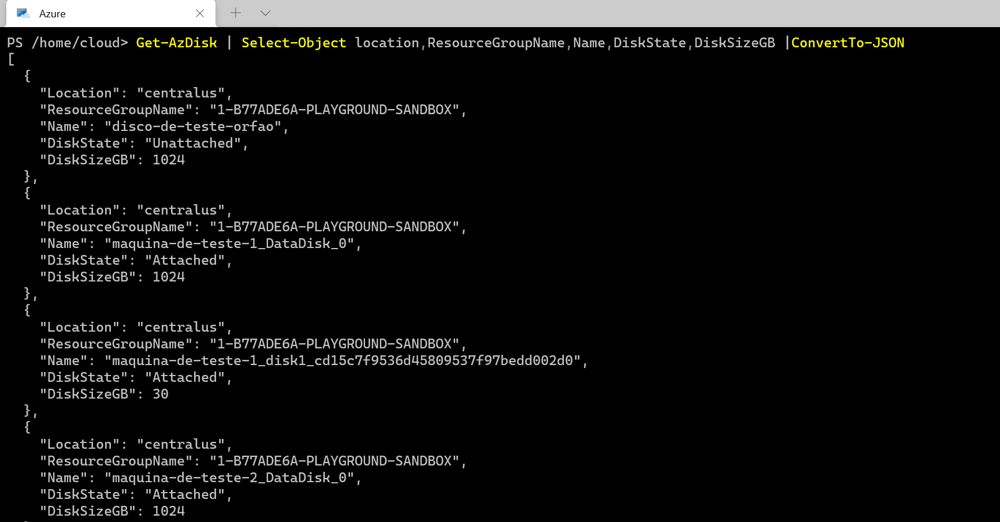 Azure
PS /home/cloud> Get-AzDisk | Select-Object location,ResourceGroupName,Name,DiskState,DiskSizeGB |ConvertTo-JSON
[
  {
    "Location": "centralus",
    "ResourceGroupName": "1-B77ADE6A-PLAYGROUND-SANDBOX",
    "Name": "disco-de-teste-orfao",
    "DiskState": "Unattached",
    "DiskSizeGB": 1024
  },
  {
    "Location": "centralus",
    "ResourceGroupName": "1-B77ADE6A-PLAYGROUND-SANDBOX",
    "Name": "maquina-de-teste-1_DataDisk_0",
    "DiskState": "Attached",
    "DiskSizeGB": 1024
  },
  {
    "Location": "centralus",
    "ResourceGroupName": "1-B77ADE6A-PLAYGROUND-SANDBOX",
    "Name": "maquina-de-teste-1_disk1_cd15c7f9536d45809537f97bedd002d0",
    "DiskState": "Attached",
    "DiskSizeGB": 30
  },
  {
    "Location": "centralus",
    "ResourceGroupName": "1-B77ADE6A-PLAYGROUND-SANDBOX",
    "Name": "maquina-de-teste-2_DataDisk_0",
    "DiskState": "Attached",
    "DiskSizeGB": 1024